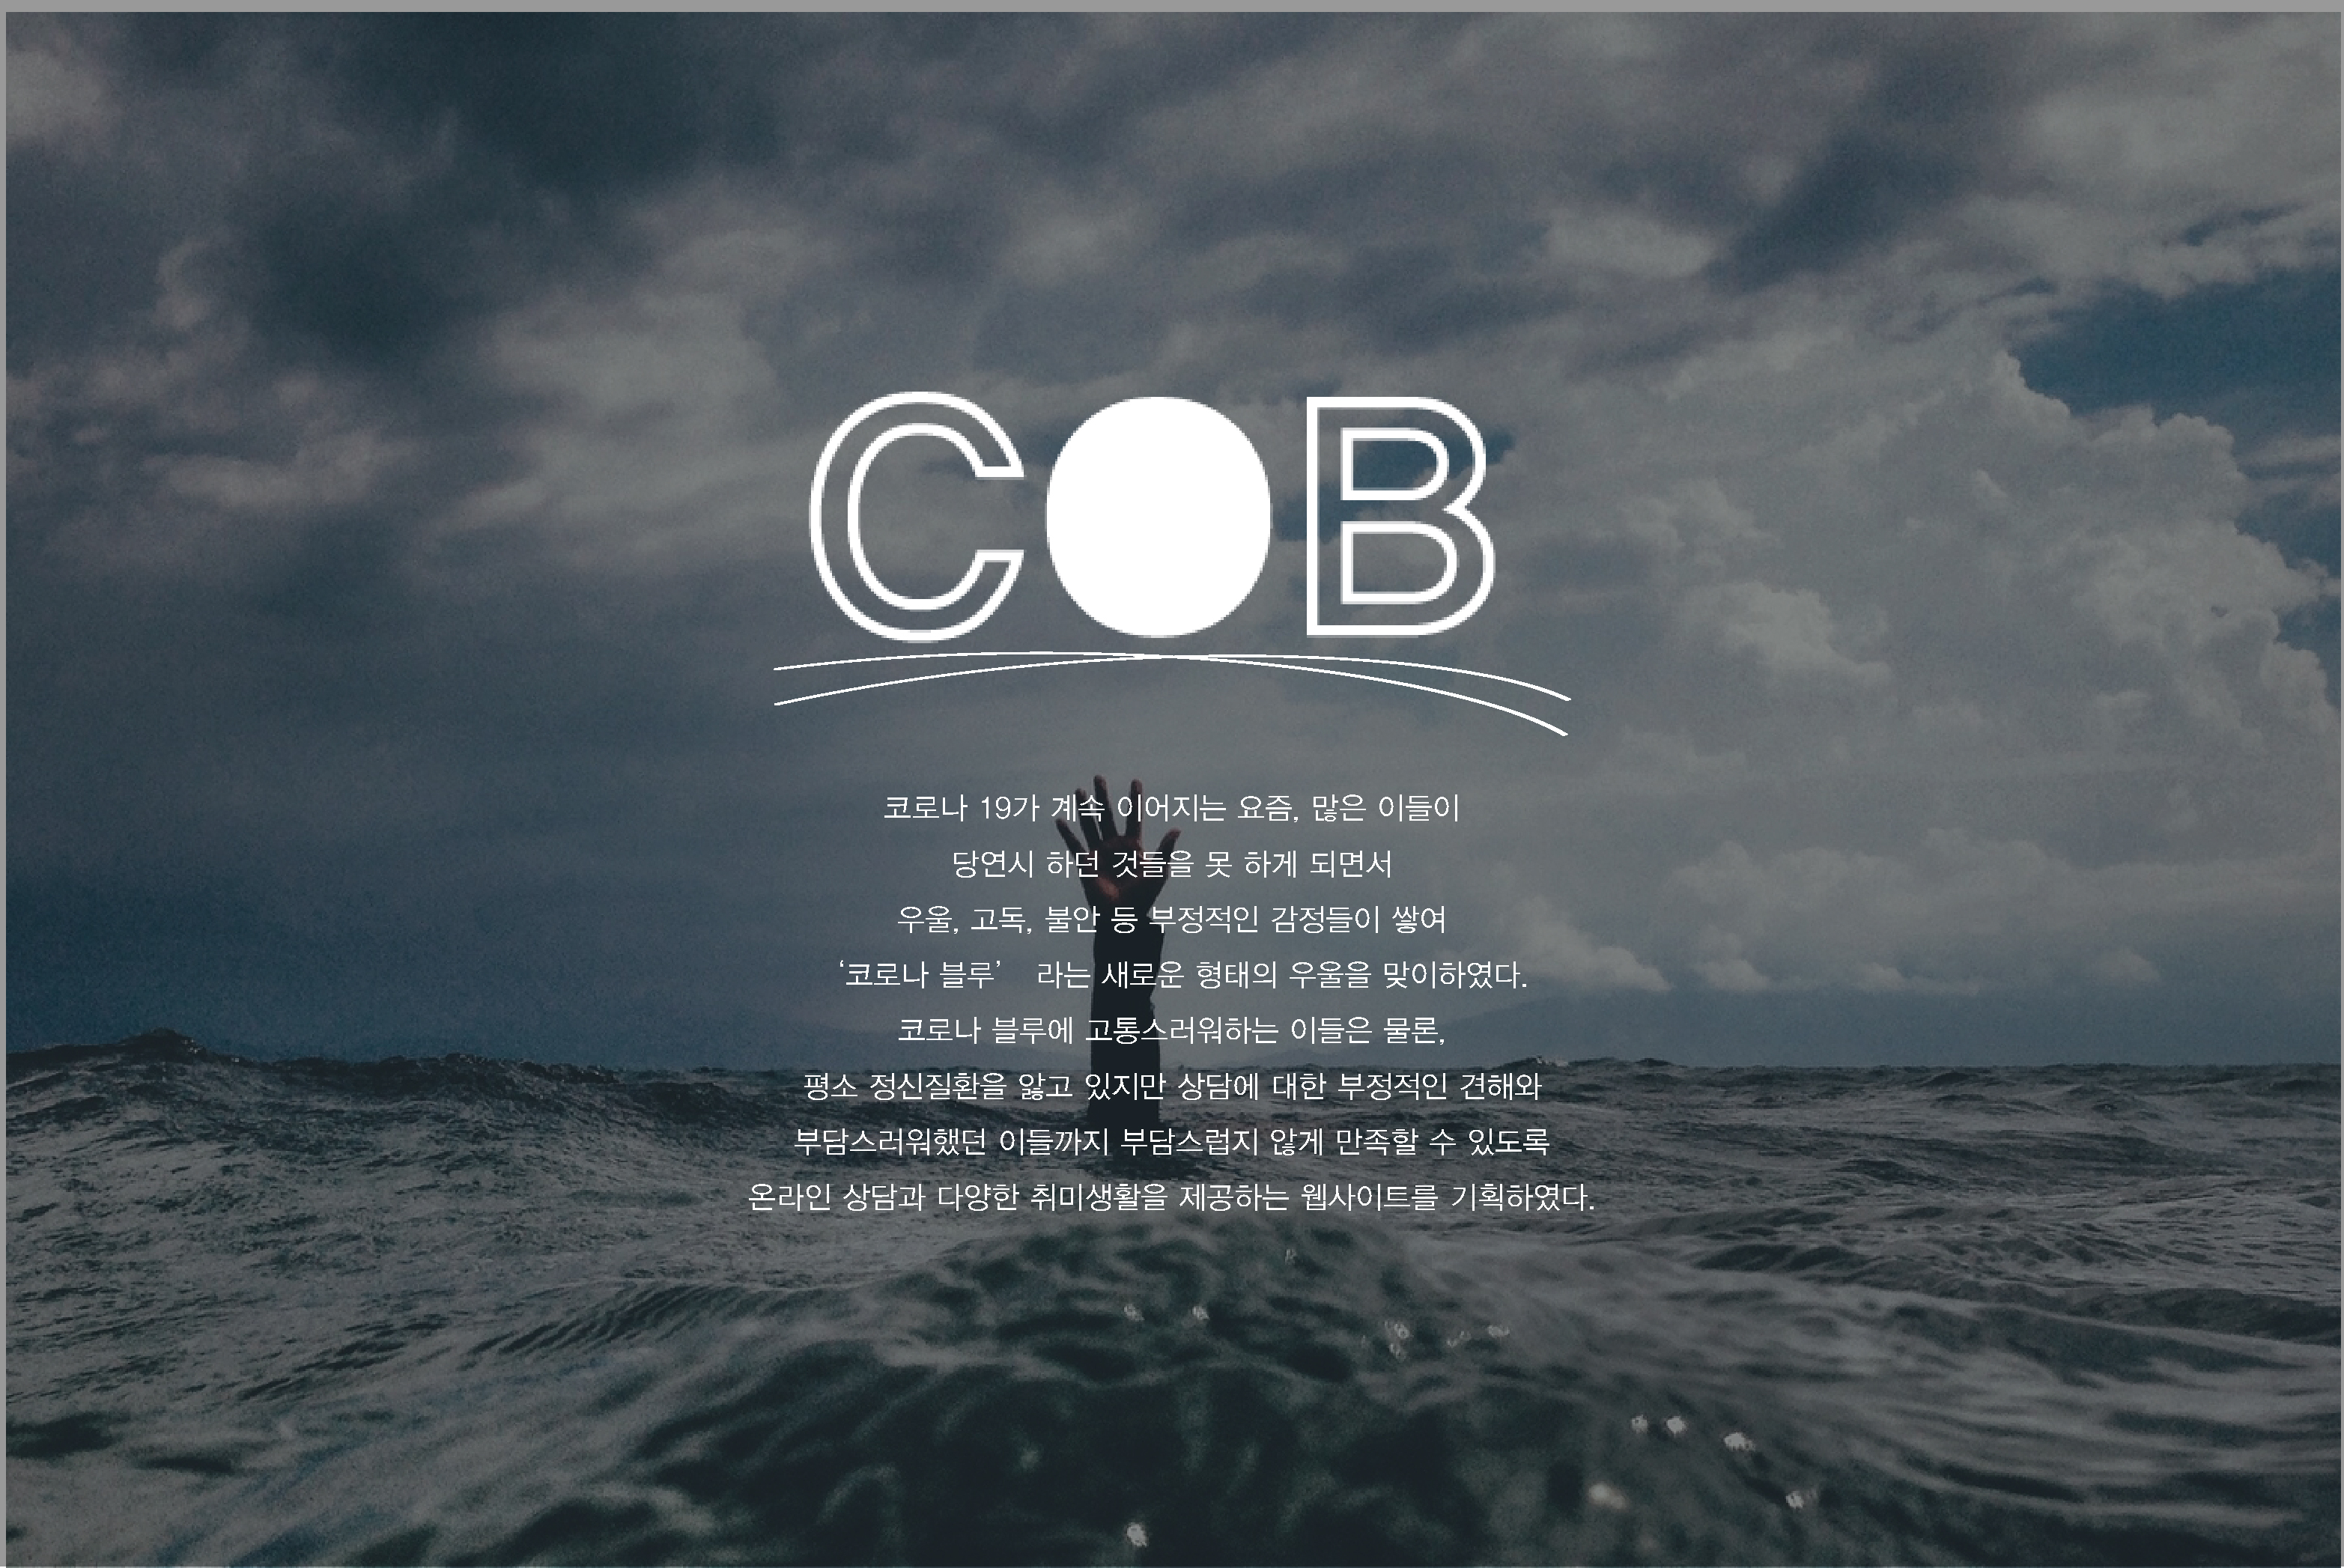 COB
코로나 19가 계속 이어지는 요즘, 많은 이들이
당연시 하던 것들을 못 하게 되면서
우울, 고독, 불안 등 부정적인 감정들이 쌓여
‘코로나 블루’ 라는 새로운 형태의 우울을 맞이하였다.
코로나 블루에 고통스러워하는 이들은 물론,
평소 정신질환을 앓고 있지만 상담에 대한 부정적인 견해와
부담스러워했던 이들까지 부담스럽지 않게 만족할 수 있도록
온라인 상담과 다양한 취미생활을 제공하는 웹사이트를 기획하였다.